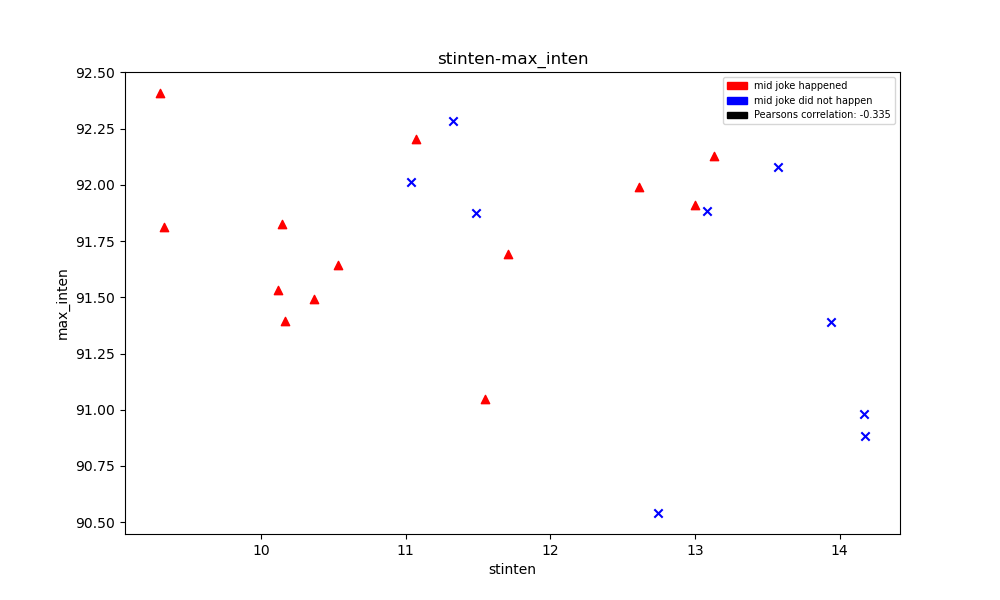 stinten-max_inten
92.50
92.25
92.00
91.75
91.50
91.25
91.00
90.75
90.50
max_inten
mid joke happened
mid joke did not happen
Pearsons correlation: -0.335
10 11 12 13 14
stinten